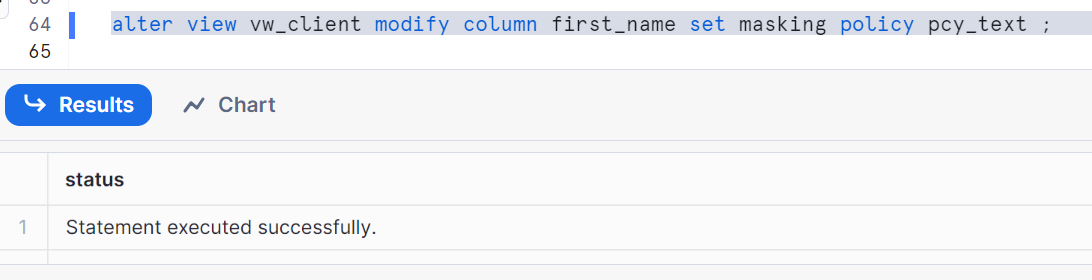 64 alter view vw_client modify column first_name set masking policy pcy_text ;
65
Results Chart
status
1 Statement executed successfully.